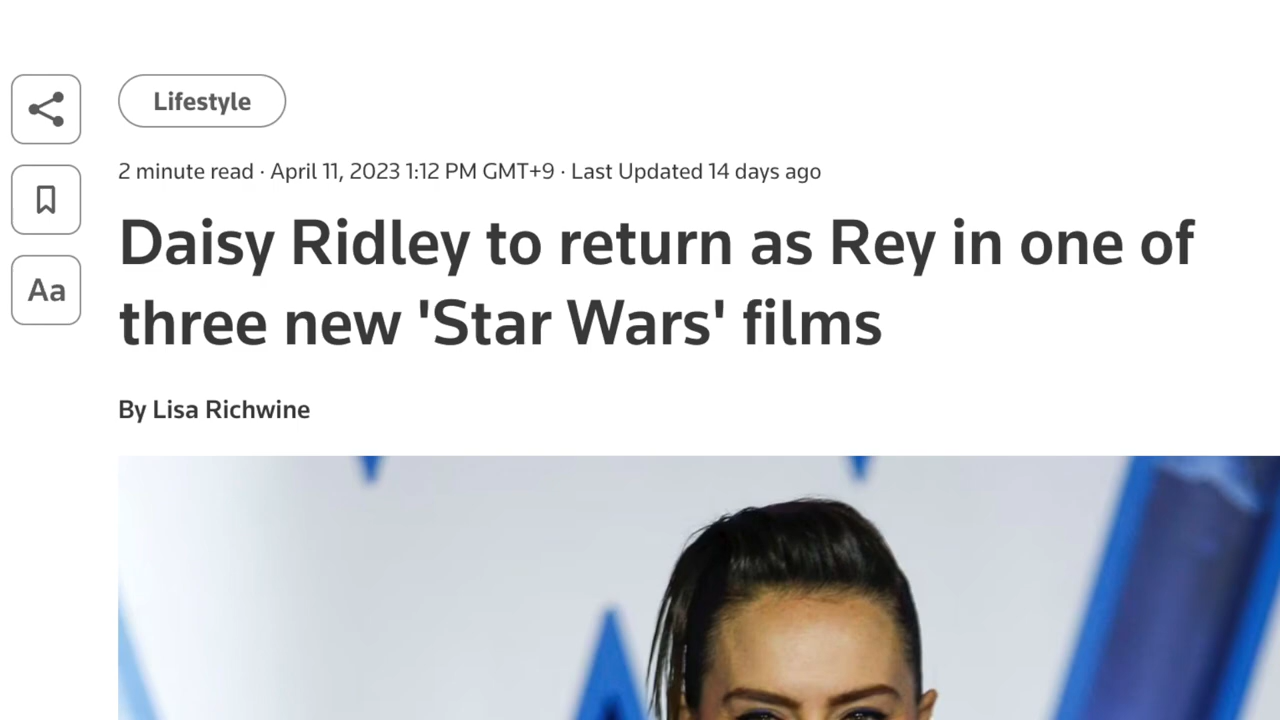 Lifestyle
2 minute read · April 11, 2023 1:12 PM GMT+9 · Last Updated 14 days ago
Daisy Ridley to return as Rey in one of
three new 'Star Wars' films
Aa
By Lisa Richwine